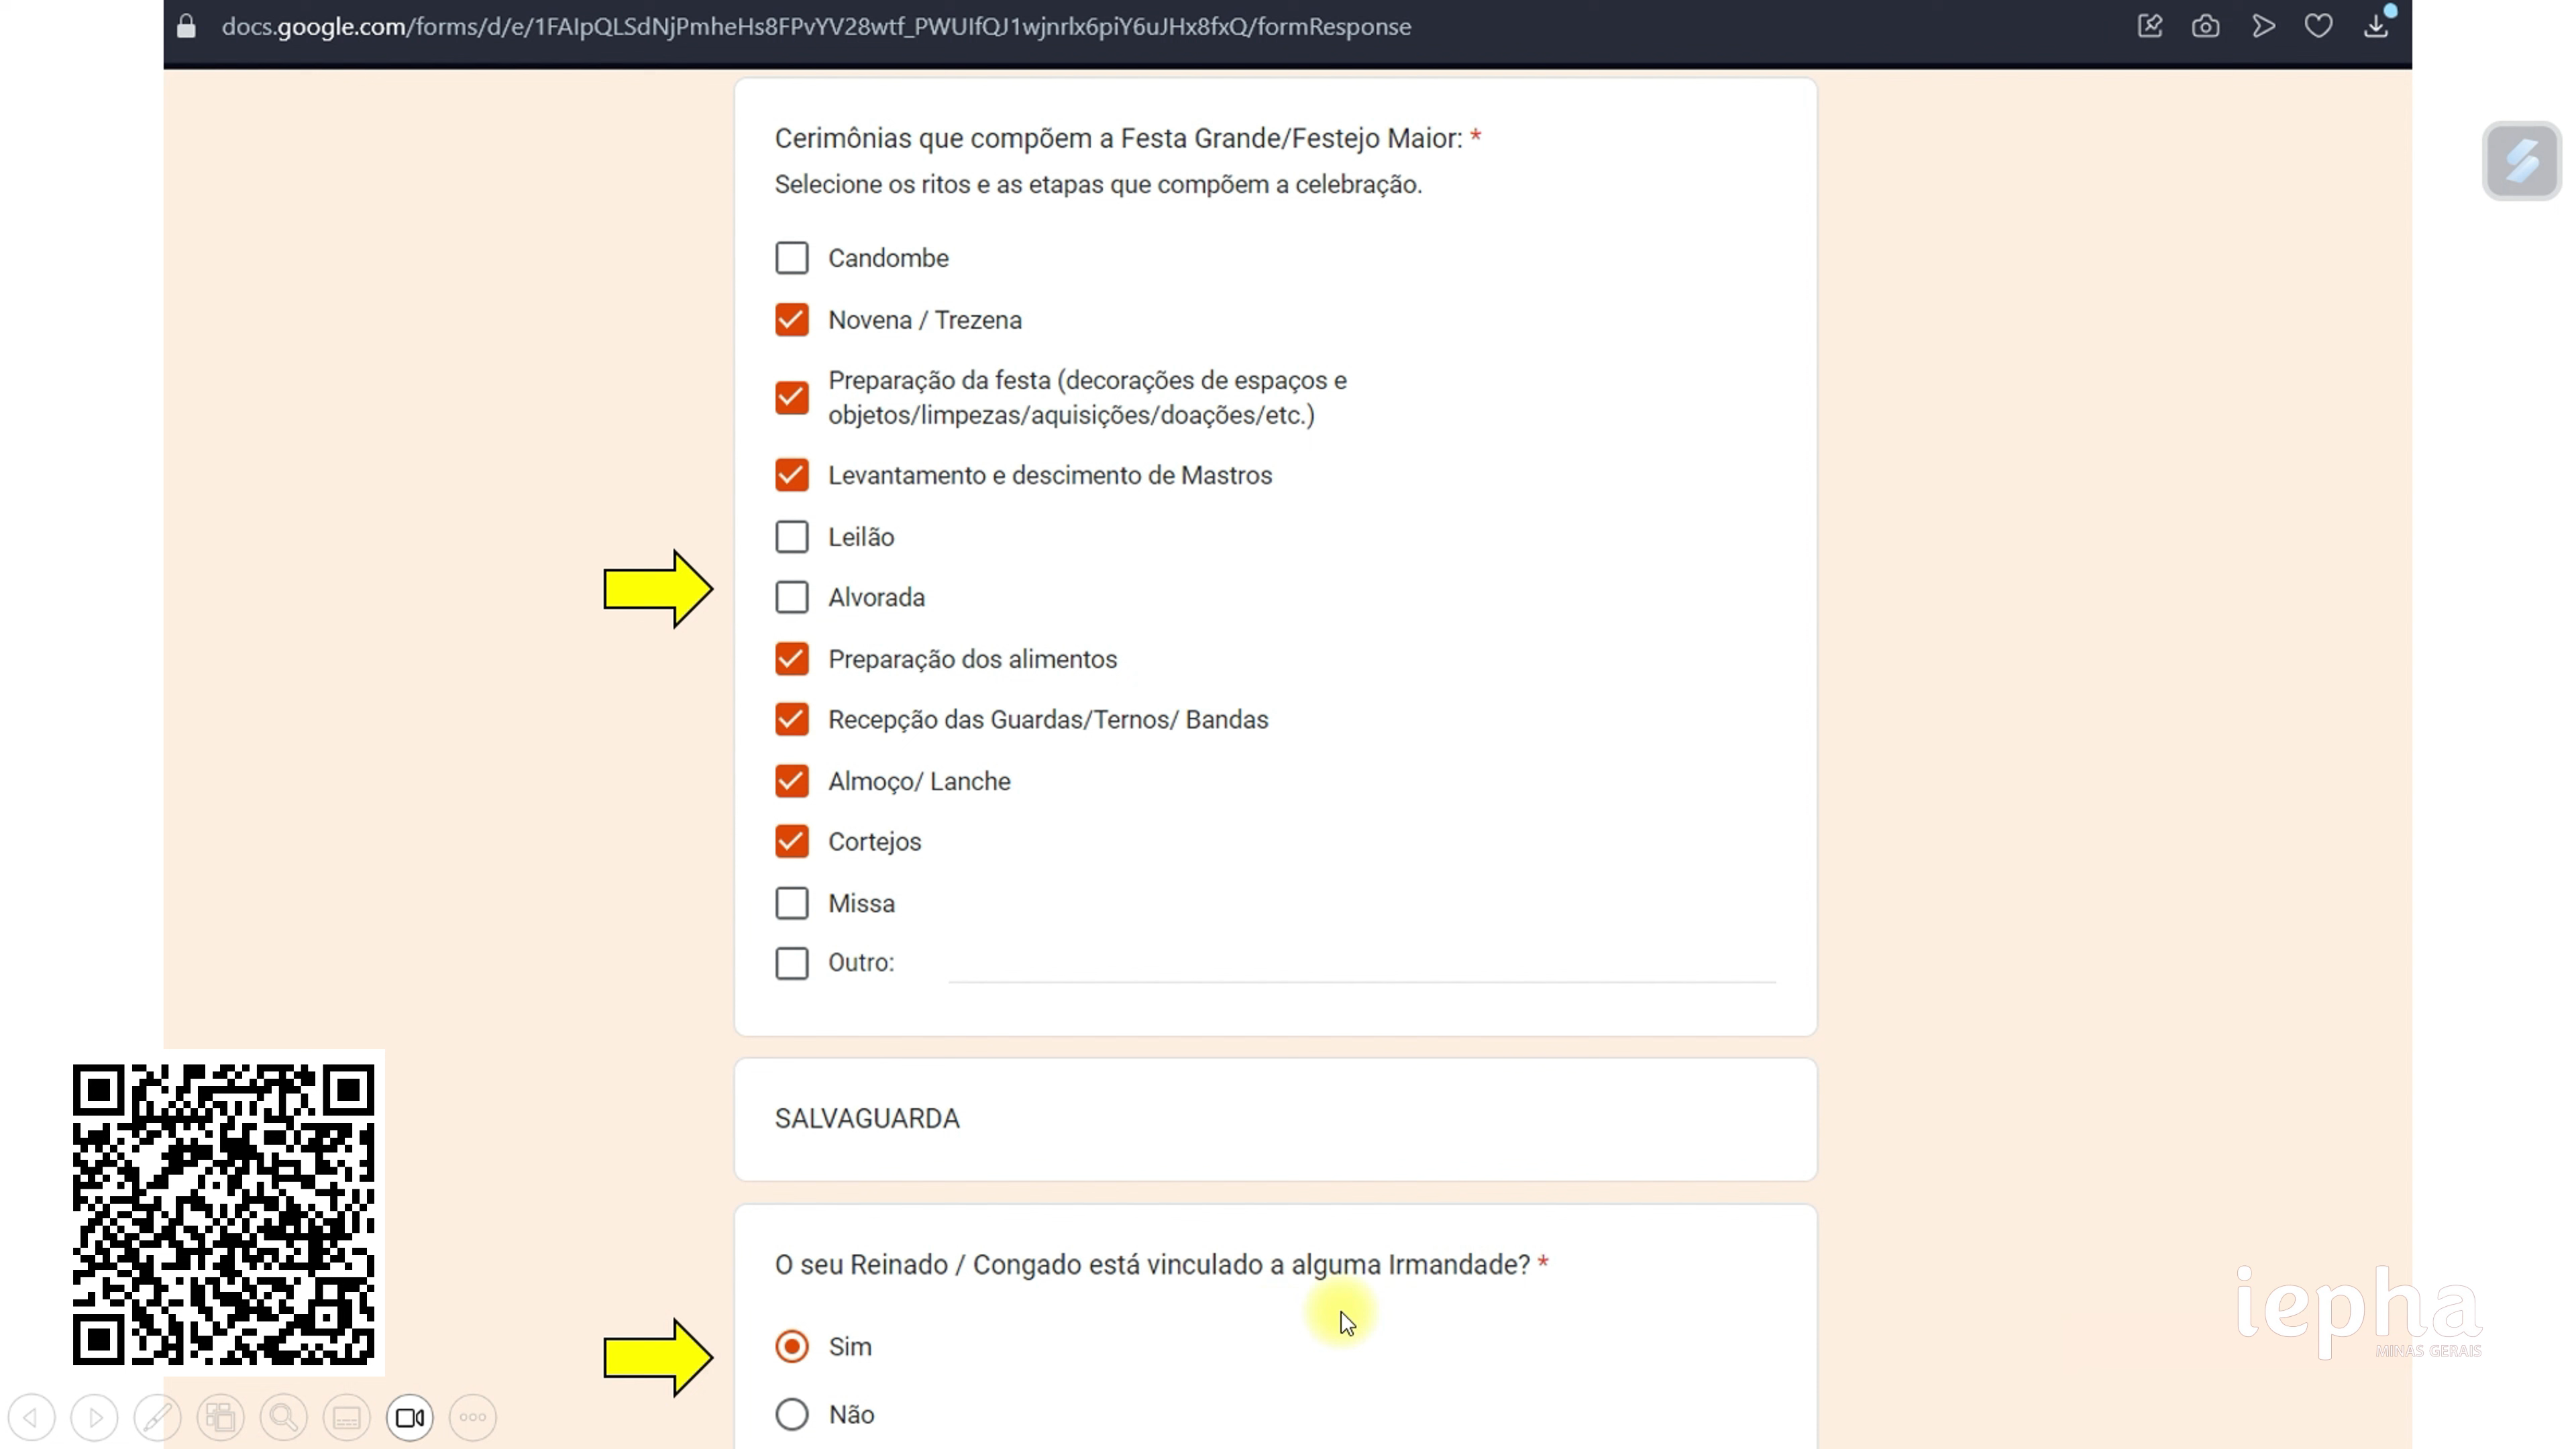 docs.google.com/forms/d/e/1FAIpQLSdNjPmheHs8FPvYV28wtf_PWUIfQJ1wjnrlx6piY6uJHx8fxQ/formResponse
Cerimônias que compõem a Festa Grande/Festejo Maior: *
Selecione os ritos e as etapas que compõem a celebração.
Candombe
Novena / Trezena
Preparação da festa (decorações de espaços e
objetos/limpezas/aquisições/doações/etc.)
Levantamento e descimento de Mastros
Leilão
Alvorada
Preparação dos alimentos
Recepção das Guardas/Ternos/ Bandas
Almoço/ Lanche
Cortejos
Missa
Outro:
SALVAGUARDA
O seu Reinado / Congado está vinculado a alguma Irmandade? *
Sim
Não
iepha
MINAS GERAIS